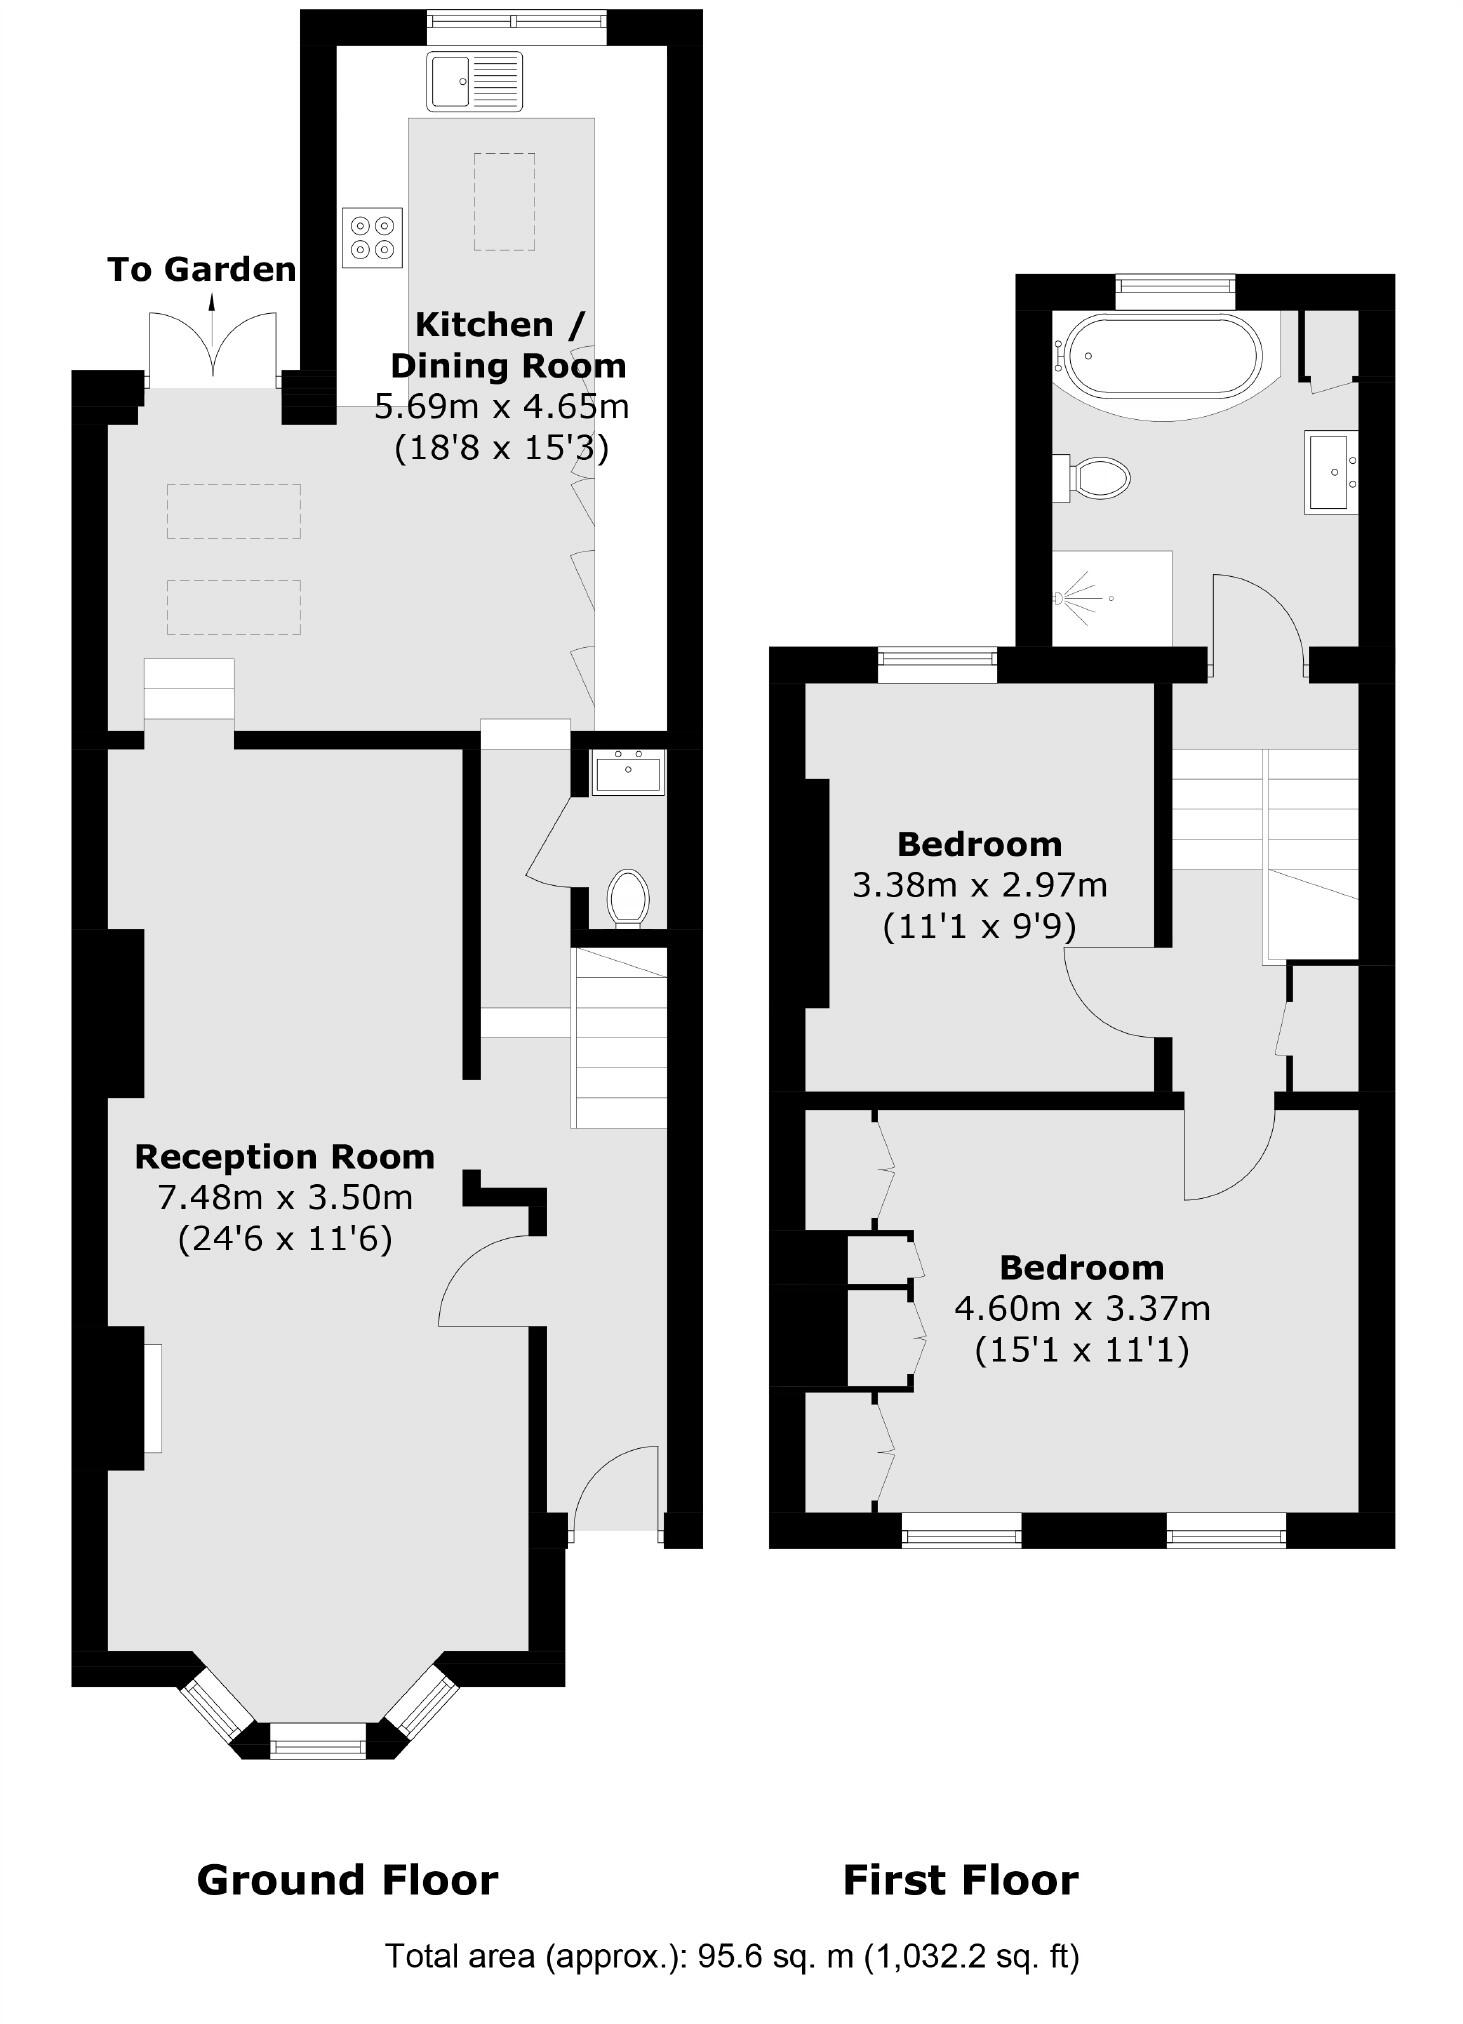 To Garden
Kitchen /
Dining Room
5.69m x 4.65m
(18'8 x 15'3)
Reception Room
7.48m x 3.50m
(24'6 x 11'6)
Bedroom
3.38m x 2.97m
(11'1 x 9'9)
Bedroom
4.60m x 3.37m
(15'1 x 11'1)
Ground Floor
First Floor
Total area (approx.): 95.6 sq. m (1,032.2 sq. ft)